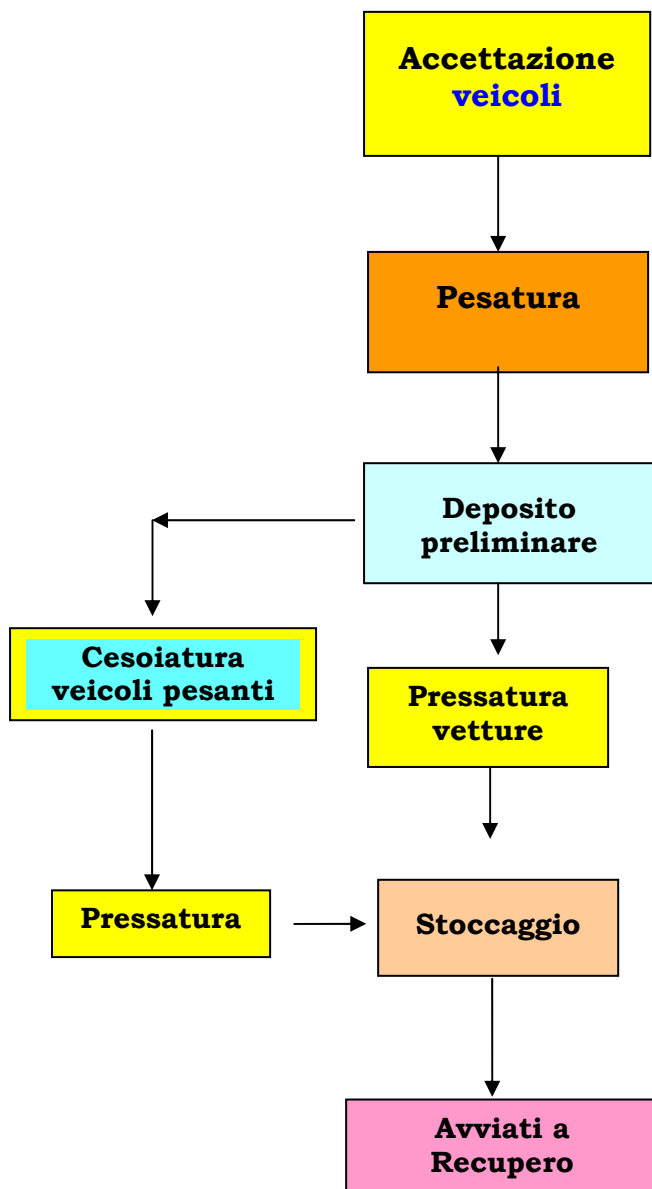 Accettazione
veicoli
Pesatura
Deposito
preliminare
Cesoiatura
veicoli pesanti
Pressatura
vetture
Pressatura
Stoccaggio
Avviati a
Recupero